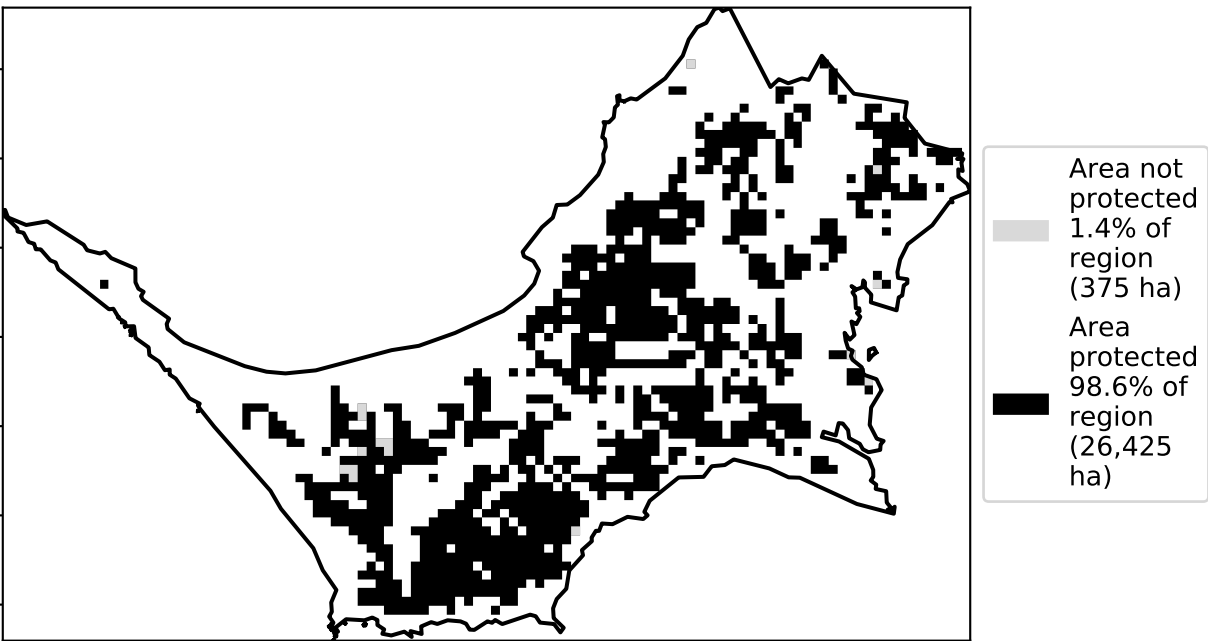 Area not
protected
1.4% of
region
(375 ha)
Area
protected
98.6% of
region
(26,425
ha)